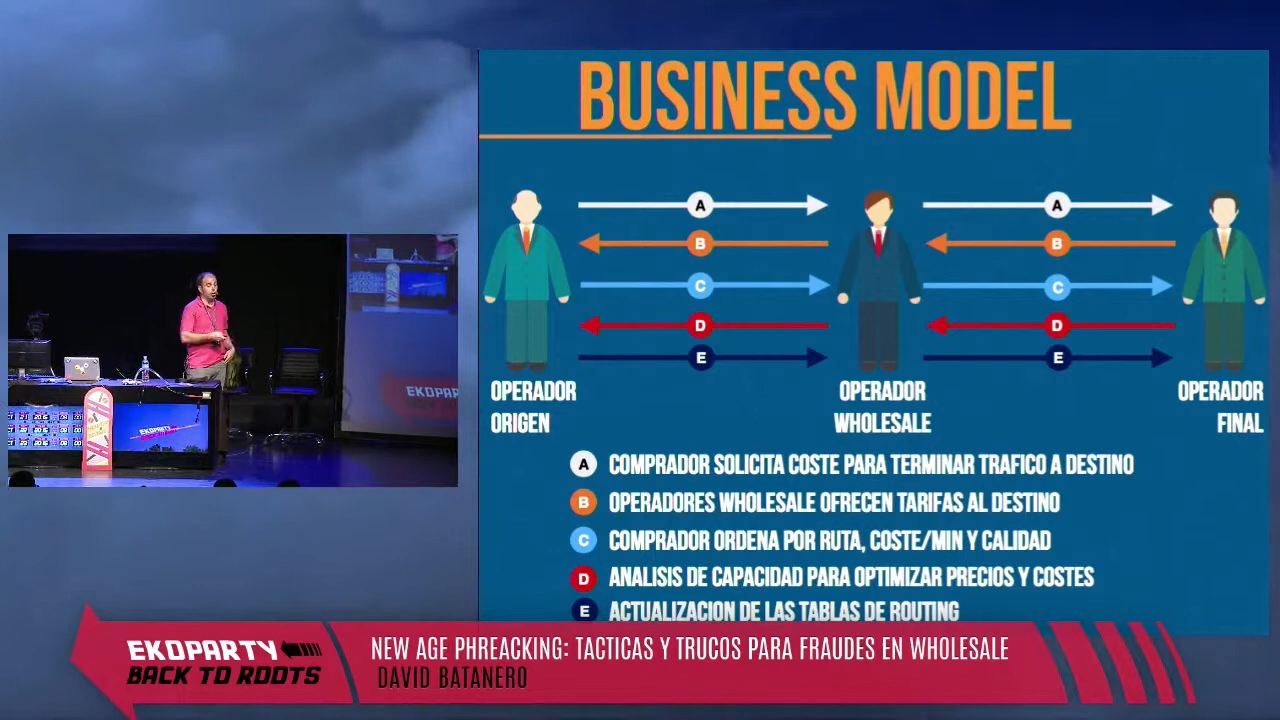 BUSINESS MODEL
A
A
B
B
C
C
D
D
E
E
OPERADOR
ORIGEN
OPERADOR
WHOLESALE
OPERADOR
FINAL
A COMPRADOR SOLICITA COSTE PARA TERMINAR TRAFICO A DESTINO
B OPERADORES WHOLESALE OFRECEN TARIFAS AL DESTINO
C COMPRADOR ORDENA POR RUTA, COSTE/MIN Y CALIDAD
D ANALISIS DE CAPACIDAD PARA OPTIMIZAR PRECIOS Y COSTES
E ACTUALIZACION DE LAS TABLAS DE ROUTING
EKOPARTY
EKOPARTY
BACK TO ROOTS
NEW AGE PHREACKING: TACTICAS Y TRUCOS PARA FRAUDES EN WHOLESALE
DAVID BATANERO